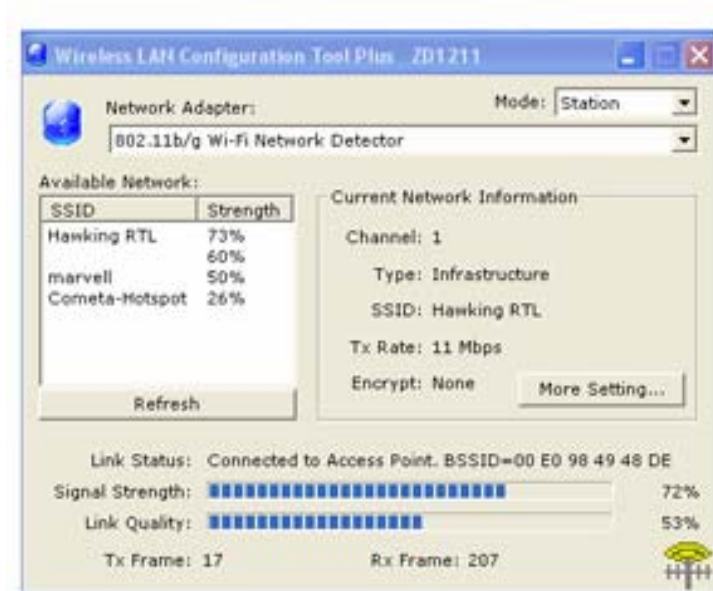 Wireless LAN Configuration Tool Plus ZD1211
Network Adapter:
Mode: Station
802.11b/g Wi-Fi Network Detector
Available Network:
SSID Strength
Hawking RTL 73%
60%
marvell 50%
Cometa-Hotspot 26%
Refresh
Current Network Information
Channel: 1
Type: Infrastructure
SSID: Hawking RTL
Tx Rate: 11 Mbps
Encrypt: None
More Setting...
Link Status: Connected to Access Point. BSSID=00 E0 98 49 48 DE
Signal Strength: 72%
Link Quality: 53%
Tx Frame: 17 Rx Frame: 207